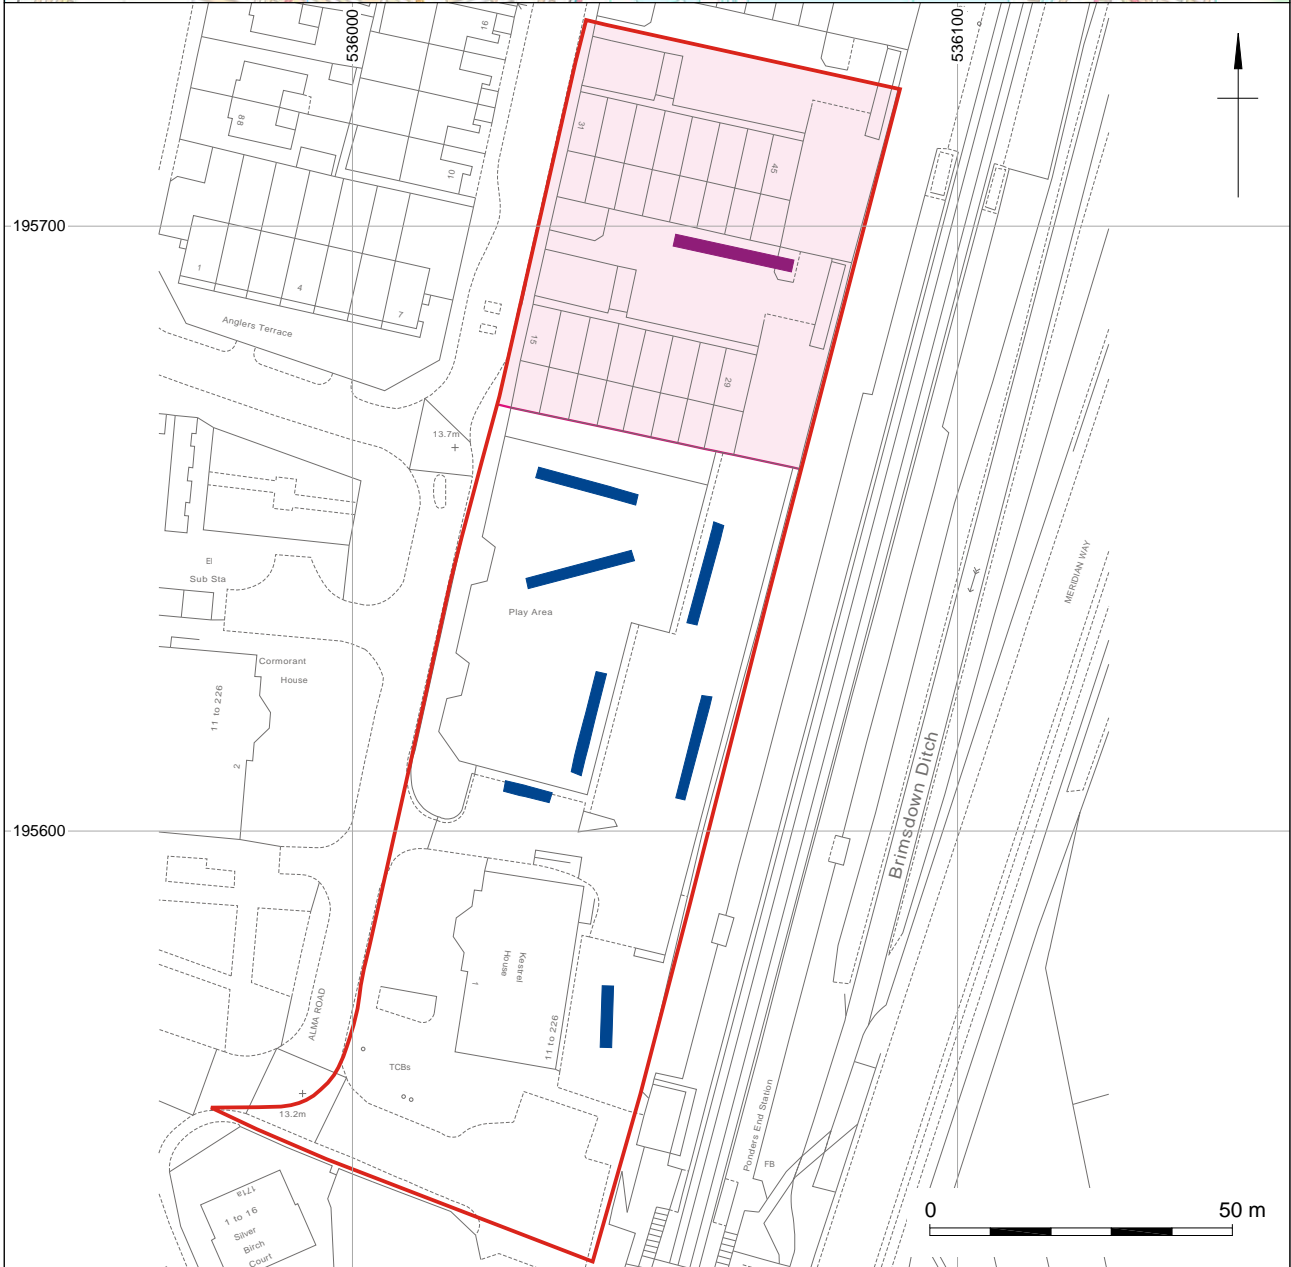 536000
536100
16
88
31
45
10
195700
1
4
7
Anglers Terrace
15
29
13.7m
El
Sub Sta
MERIDIAN WAY
Play Area
Cormorant
House
11 to 226
2
Brimsdown Ditch
195600
Kestrel
House
1
11 to 226
ALMA ROAD
TCBs
13.2m
Ponders End Station
FB
171a
1 to 16
Silver
Birch
Court
0
50 m